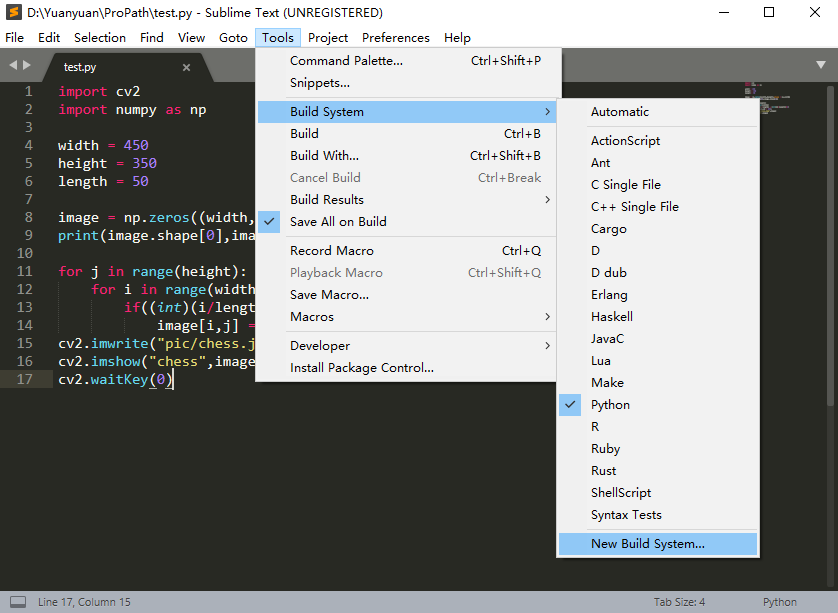 D:\Yuanyuan\ProPath\test.py - Sublime Text (UNREGISTERED)
File Edit Selection Find View Goto Tools Project Preferences Help
test.py
1 import cv2
2 import numpy as np
3
4 width = 450
5 height = 350
6 length = 50
7
8 image = np.zeros((width,
9 print(image.shape[0],ima
10
11 for j in range(height):
12 for i in range(width
13 if((int)(i/lengt
14 image[i,j] =
15 cv2.imwrite("pic/chess.j
16 cv2.imshow("chess",image
17 cv2.waitKey(0)
Command Palette... Ctrl+Shift+P
Snippets...
Build System
Build Ctrl+B
Build With... Ctrl+Shift+B
Cancel Build Ctrl+Break
Build Results
Save All on Build
Record Macro Ctrl+Q
Playback Macro Ctrl+Shift+Q
Save Macro...
Macros
Developer
Install Package Control...
Automatic
ActionScript
Ant
C Single File
C++ Single File
Cargo
D
D dub
Erlang
Haskell
JavaC
Lua
Make
Python
R
Ruby
Rust
ShellScript
Syntax Tests
New Build System...
Line 17, Column 15 Tab Size: 4 Python